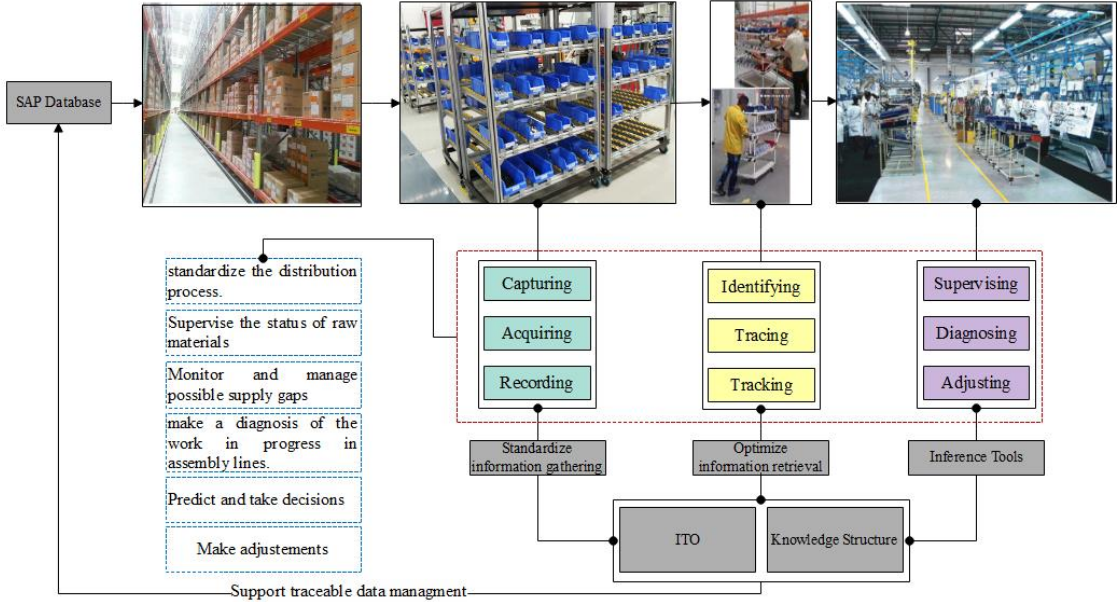 SAP Database
standardize the distribution
process.
Supervise the status of raw
materials
Monitor and manage
possible supply gaps
make a diagnosis of the
work in progress in
assembly lines.
Predict and take decisions
Make adjustements
Capturing
Acquiring
Recording
Identifying
Tracing
Tracking
Supervising
Diagnosing
Adjusting
Standardize
information gathering
Optimize
information retrieval
Inference Tools
ITO
Knowledge Structure
Support traceable data managment